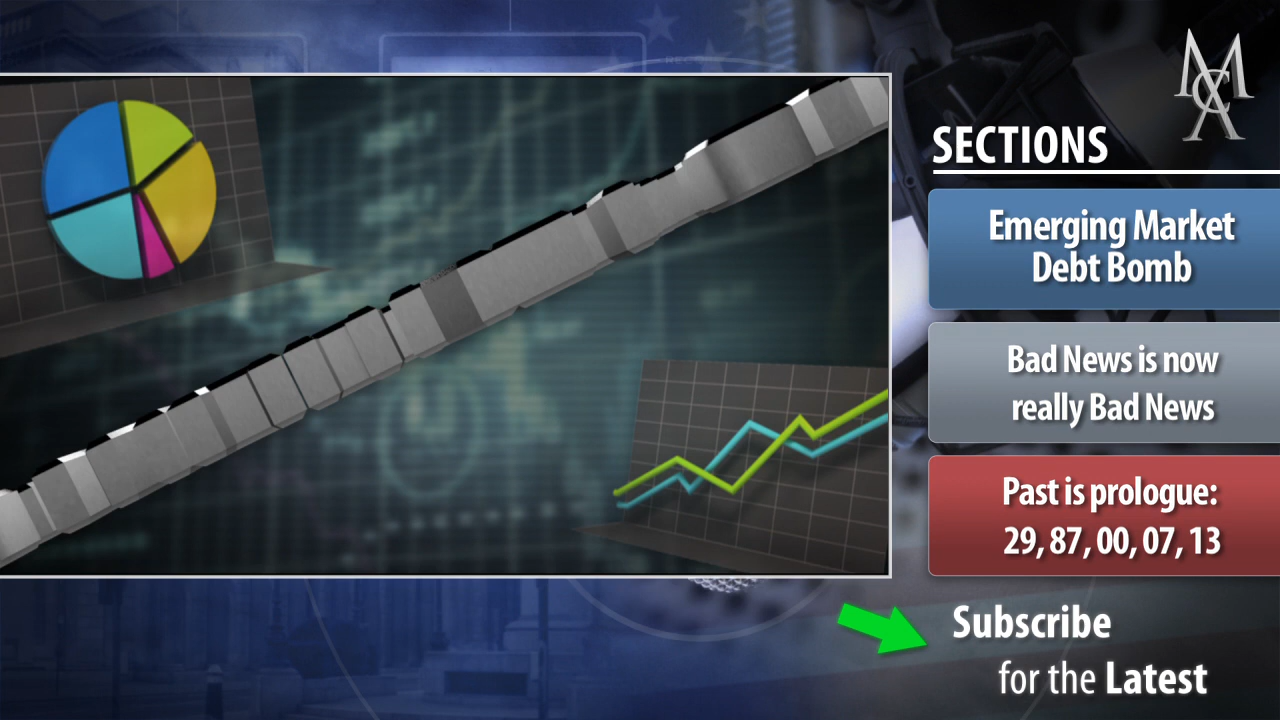 MCA
SECTIONS
Emerging Market
Debt Bomb
Bad News is now
really Bad News
Past is prologue:
29, 87, 00, 07, 13
Subscribe
for the Latest